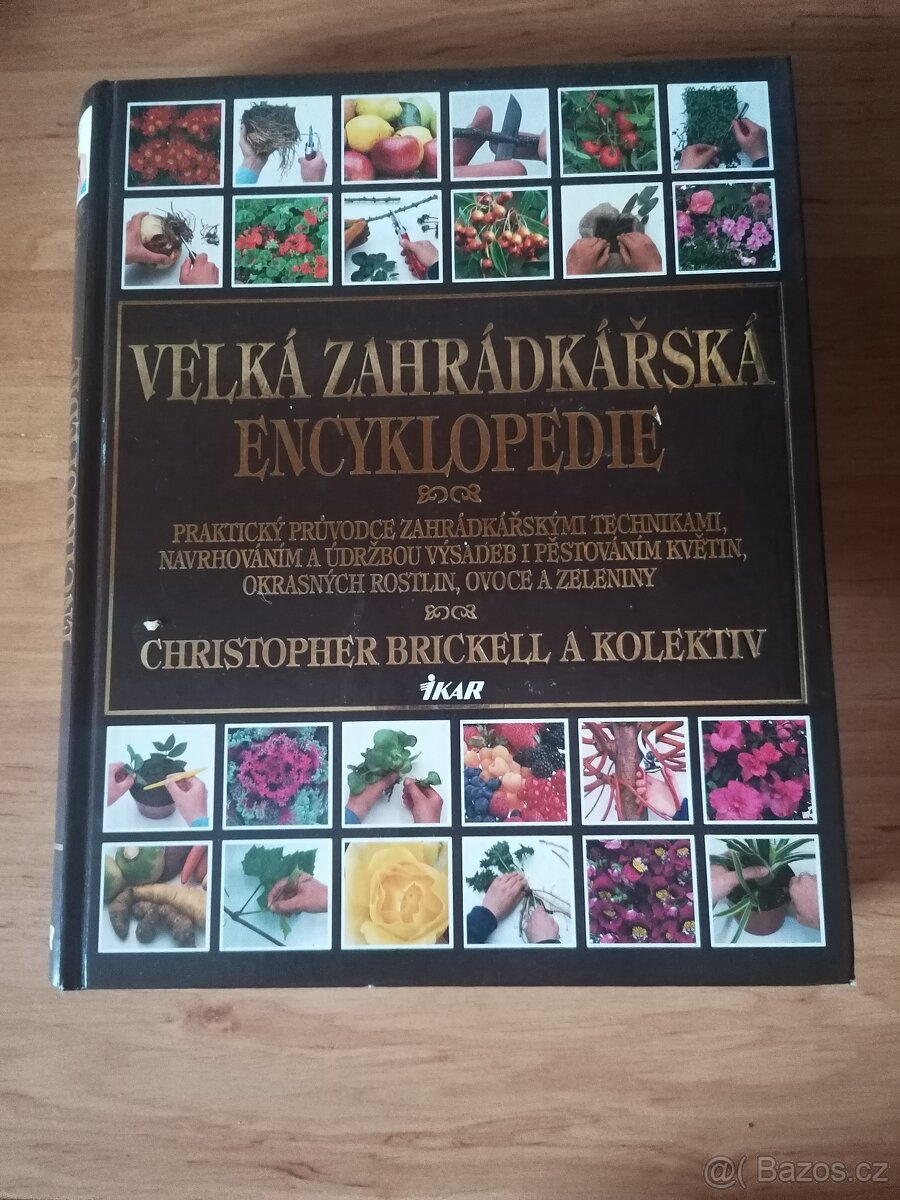 VELKÁ ZAHRÁDKÁŘSKÁ
ENCYKLOPEDIE
PRAKTICKÝ PRŮVODCE ZAHRÁDKÁŘSKÝMI TECHNIKAMI,
NAVRHOVÁNÍM A ÚDRŽBOU VÝSADEB I PĚSTOVÁNÍM KVĚTIN,
OKRASNÝCH ROSTLIN, OVOCE A ZELENINY
CHRISTOPHER BRICKELL A KOLEKTIV
IKAR
@( Bazos.cz